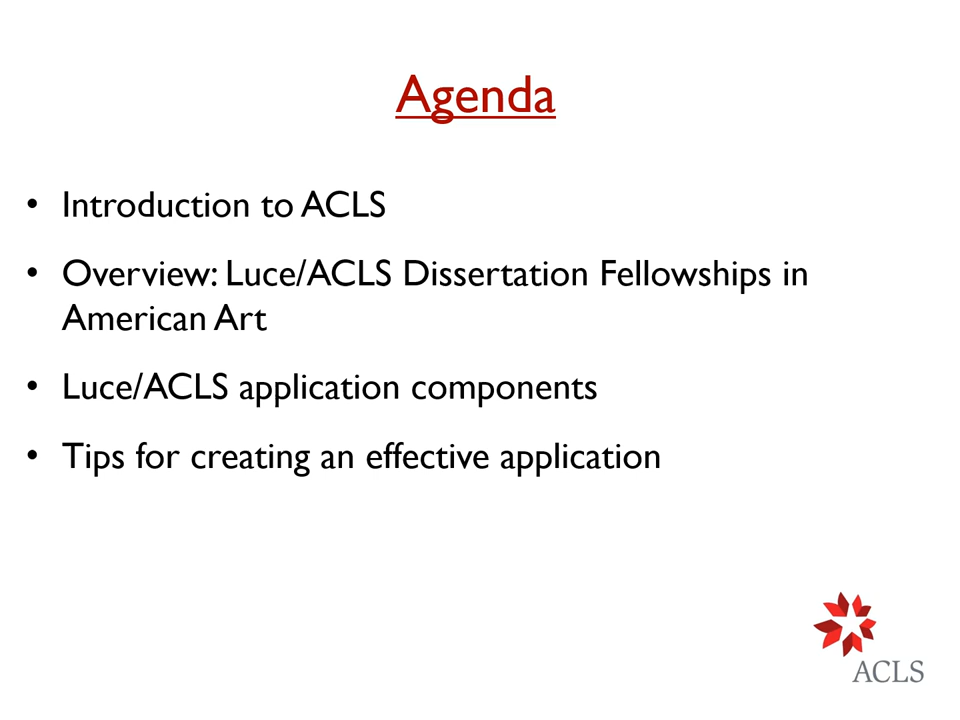 Agenda
• Introduction to ACLS
• Overview: Luce/ACLS Dissertation Fellowships in
American Art
• Luce/ACLS application components
• Tips for creating an effective application
ACLS